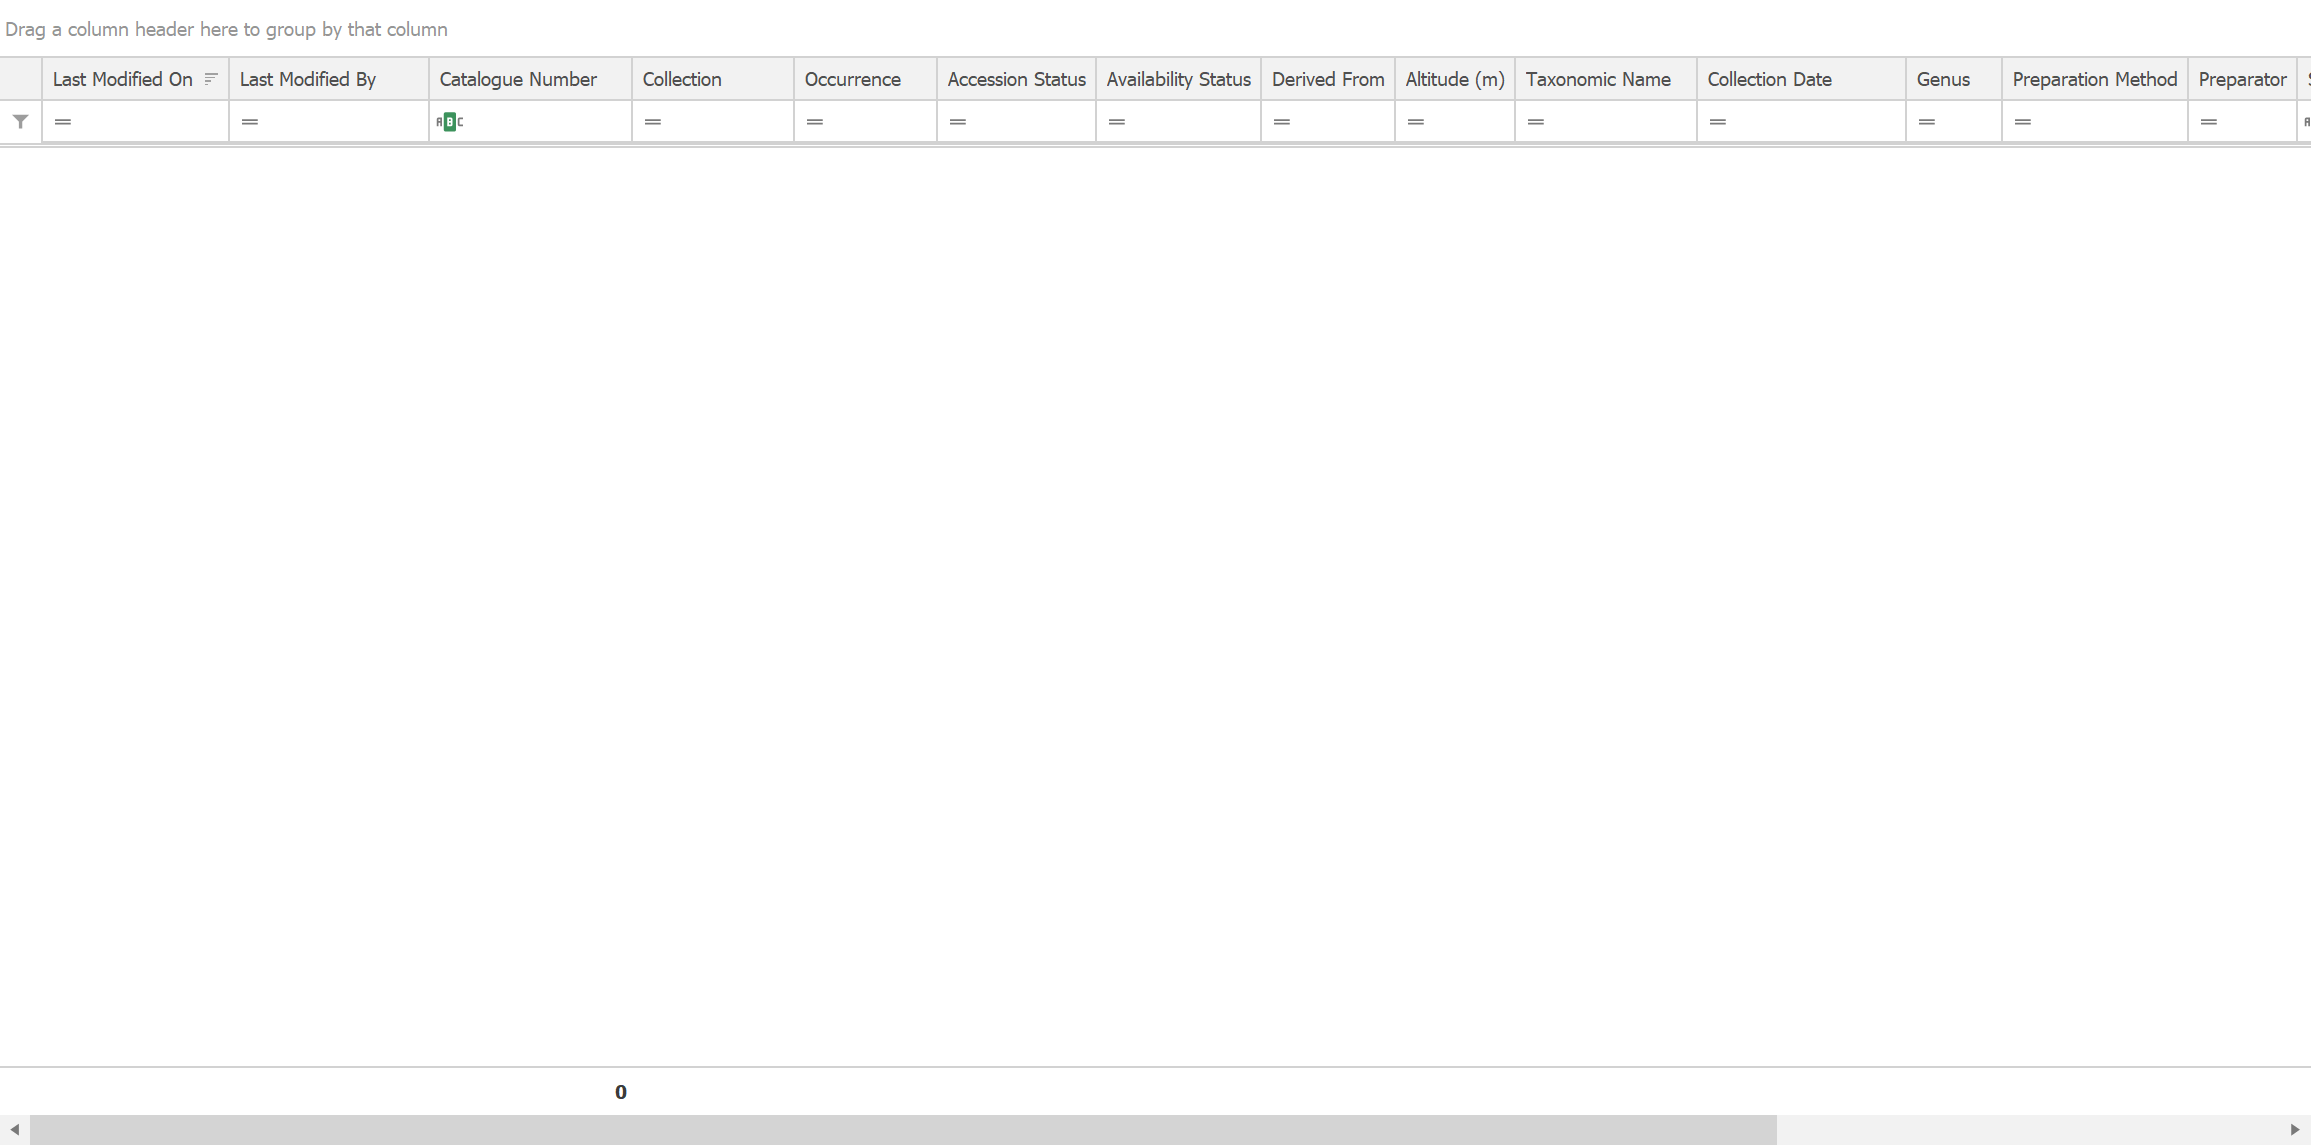 Drag a column header here to group by that column
Last Modified On Last Modified By Catalogue Number Collection Occurrence Accession Status Availability Status Derived From Altitude (m) Taxonomic Name Collection Date Genus Preparation Method Preparator
= = ABC = = = = = = = = = = =
0